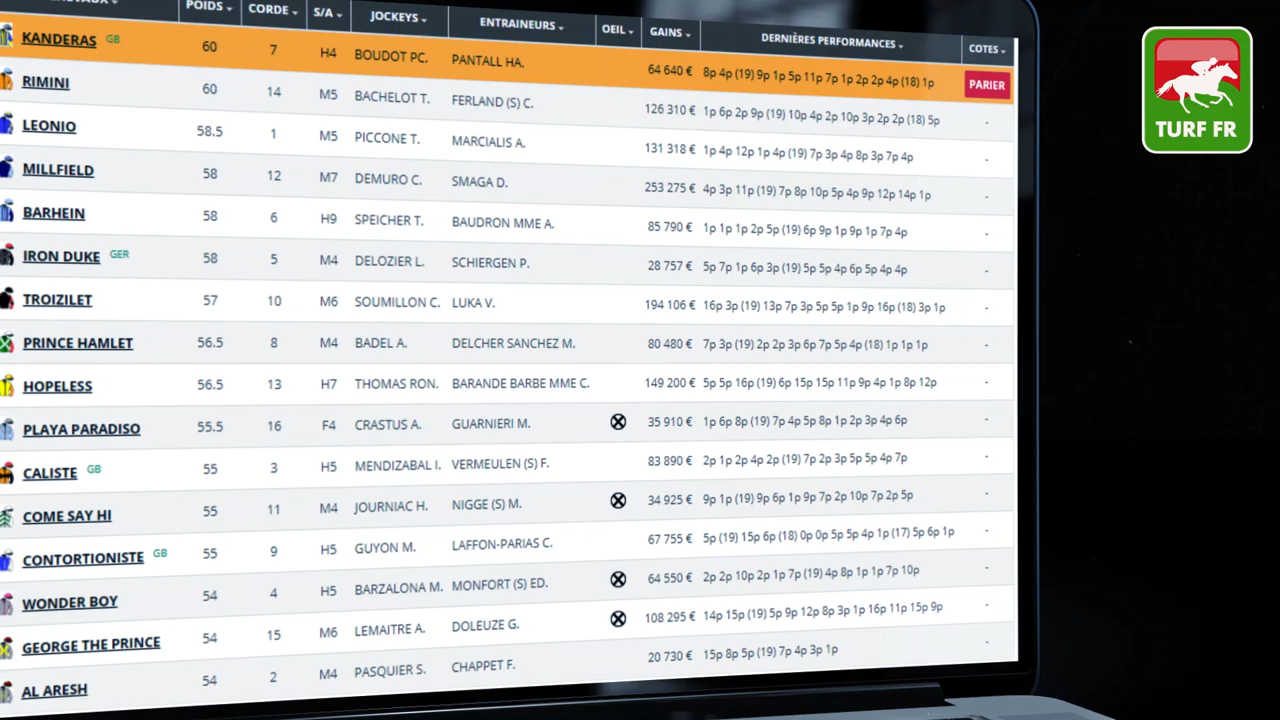 POIDS CORDE S/A JOCKEYS ENTRAINEURS OEIL GAINS DERNIÈRES PERFORMANCES COTES
KANDERAS GB 60 7 H4 BOUDOT PC. PANTALL HA. 64 640 € 8p 4p (19) 9p 1p 5p 11p 7p 1p 2p 2p 4p (18) 1p PARIER
RIMINI 60 14 M5 BACHELOT T. FERLAND (S) C. 126 310 € 1p 6p 2p 9p (19) 10p 4p 2p 10p 3p 2p 2p (18) 5p -
LEONIO 58.5 1 M5 PICCONE T. MARCIALIS A. 131 318 € 1p 4p 12p 1p 4p (19) 7p 3p 4p 8p 3p 7p 4p -
MILLFIELD 58 12 M7 DEMURO C. SMAGA D. 253 275 € 4p 3p 11p (19) 7p 8p 10p 5p 4p 9p 12p 14p 1p -
BARHEIN 58 6 H9 SPEICHER T. BAUDRON MME A. 85 790 € 1p 1p 1p 2p 5p (19) 6p 9p 1p 9p 1p 7p 4p -
IRON DUKE GER 58 5 M4 DELOZIER L. SCHIERGEN P. 28 757 € 5p 7p 1p 6p 3p (19) 5p 5p 4p 6p 5p 4p 4p -
TROIZILET 57 10 M6 SOUMILLON C. LUKA V. 194 106 € 16p 3p (19) 13p 7p 3p 5p 5p 1p 9p 16p (18) 3p 1p -
PRINCE HAMLET 56.5 8 M4 BADEL A. DELCHER SANCHEZ M. 80 480 € 7p 3p (19) 2p 2p 3p 6p 7p 5p 4p (18) 1p 1p 1p -
HOPELESS 56.5 13 H7 THOMAS RON. BARANDE BARBE MME C. 149 200 € 5p 5p 16p (19) 6p 15p 15p 11p 9p 4p 1p 8p 12p -
PLAYA PARADISO 55.5 16 F4 CRASTUS A. GUARNIERI M. 35 910 € 1p 6p 8p (19) 7p 4p 5p 8p 1p 2p 3p 4p 6p -
CALISTE GB 55 3 H5 MENDIZABAL I. VERMEULEN (S) F. 83 890 € 2p 1p 2p 4p 2p (19) 7p 2p 3p 5p 5p 4p 7p -
COME SAY HI 55 11 M4 JOURNIAC H. NIGGE (S) M. 34 925 € 9p 1p (19) 9p 6p 1p 9p 7p 2p 10p 7p 2p 5p -
CONTORTIONISTE GB 55 9 H5 GUYON M. LAFFON-PARIAS C. 67 755 € 5p (19) 15p 6p (18) 0p 0p 5p 5p 4p 1p (17) 5p 6p 1p -
WONDER BOY 54 4 H5 BARZALONA M. MONFORT (S) ED. 64 550 € 2p 2p 10p 2p 1p 7p (19) 4p 8p 1p 1p 7p 10p -
GEORGE THE PRINCE 54 15 M6 LEMAITRE A. DOLEUZE G. 108 295 € 14p 15p (19) 5p 9p 12p 8p 3p 1p 16p 11p 15p 9p -
AL ARESH 54 2 M4 PASQUIER S. CHAPPET F. 20 730 € 15p 8p 5p (19) 7p 4p 3p 1p -
TURF FR